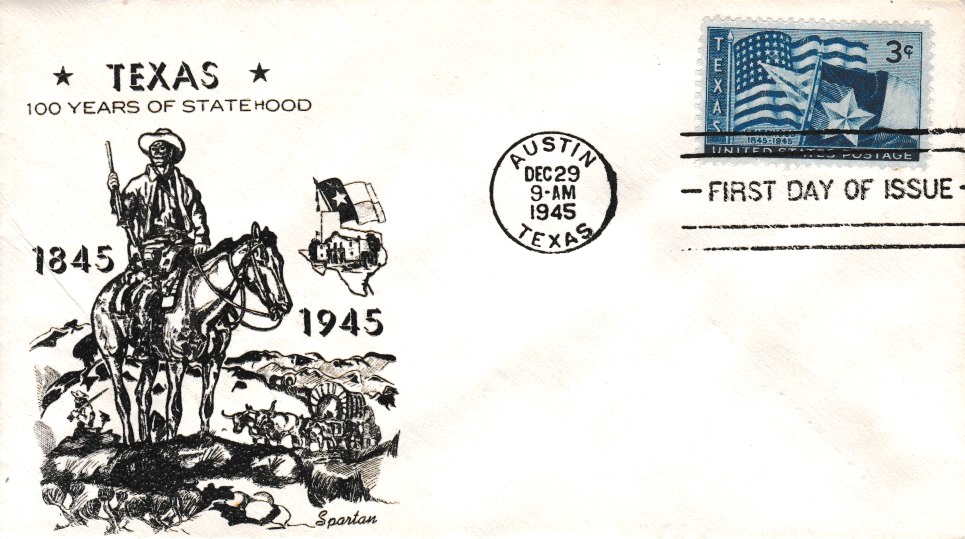 ★ TEXAS ★
100 YEARS OF STATEHOOD
1845
1945
Spartan
AUSTIN
DEC 29
9-AM
1945
TEXAS
TEXAS
3¢
1845-1945
UNITED STATES POSTAGE
FIRST DAY OF ISSUE